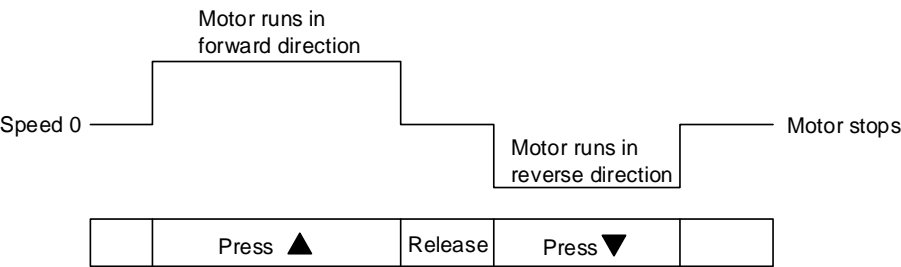 Motor runs in
forward direction
Speed 0
Motor stops
Motor runs in
reverse direction
Press ▲
Release
Press ▼